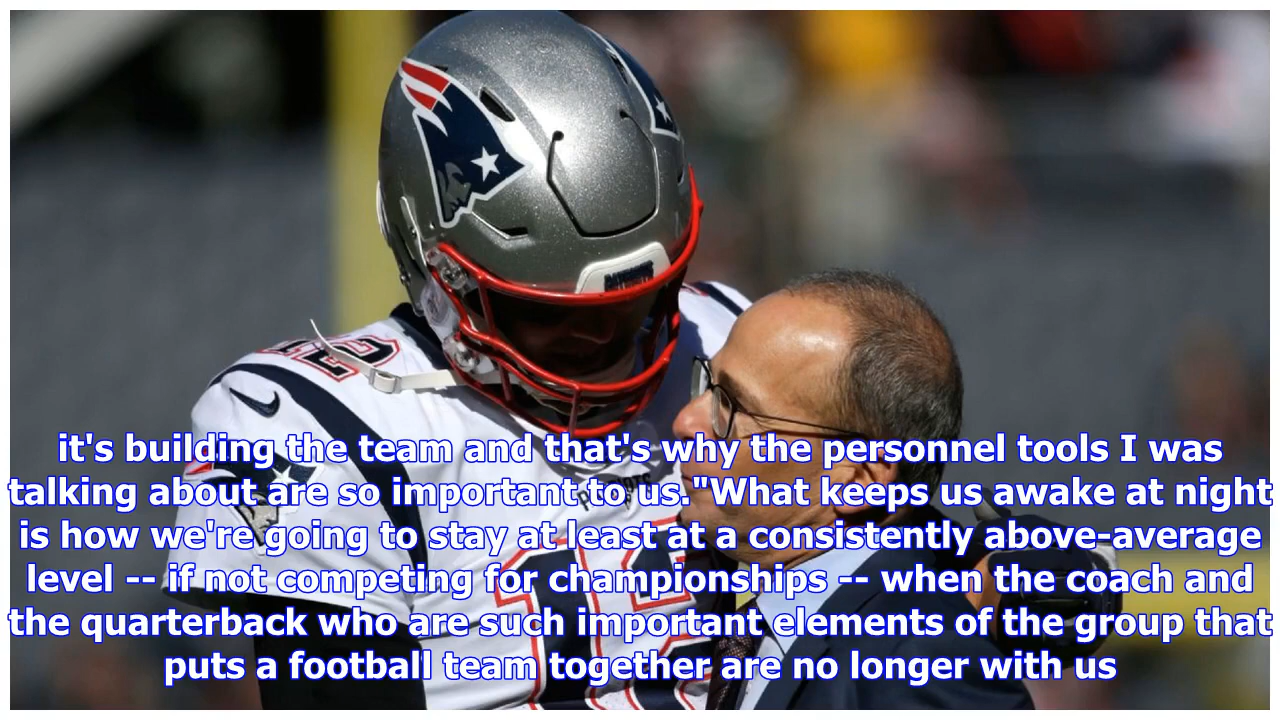 12
PATRIOTS
it's building the team and that's why the personnel tools I was
talking about are so important to us."What keeps us awake at night
is how we're going to stay at least at a consistently above-average
level -- if not competing for championships -- when the coach and
the quarterback who are such important elements of the group that
puts a football team together are no longer with us
12